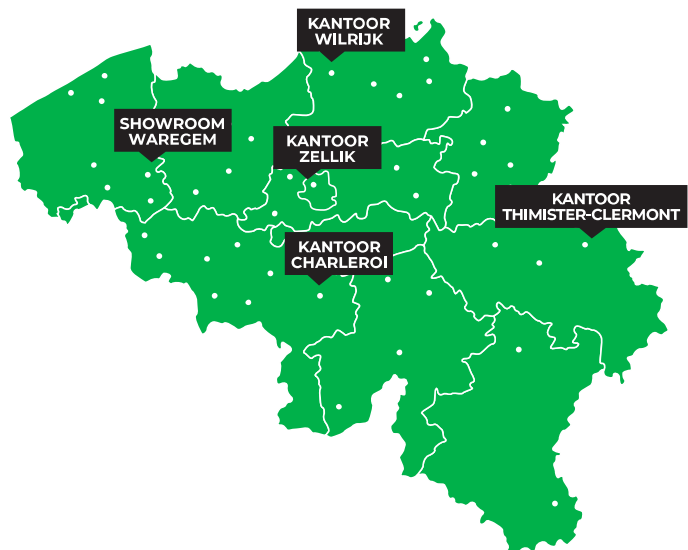 KANTOOR
WILRIJK
SHOWROOM
WAREGEM
KANTOOR
ZELLIK
KANTOOR
THIMISTER-CLERMONT
KANTOOR
CHARLEROI